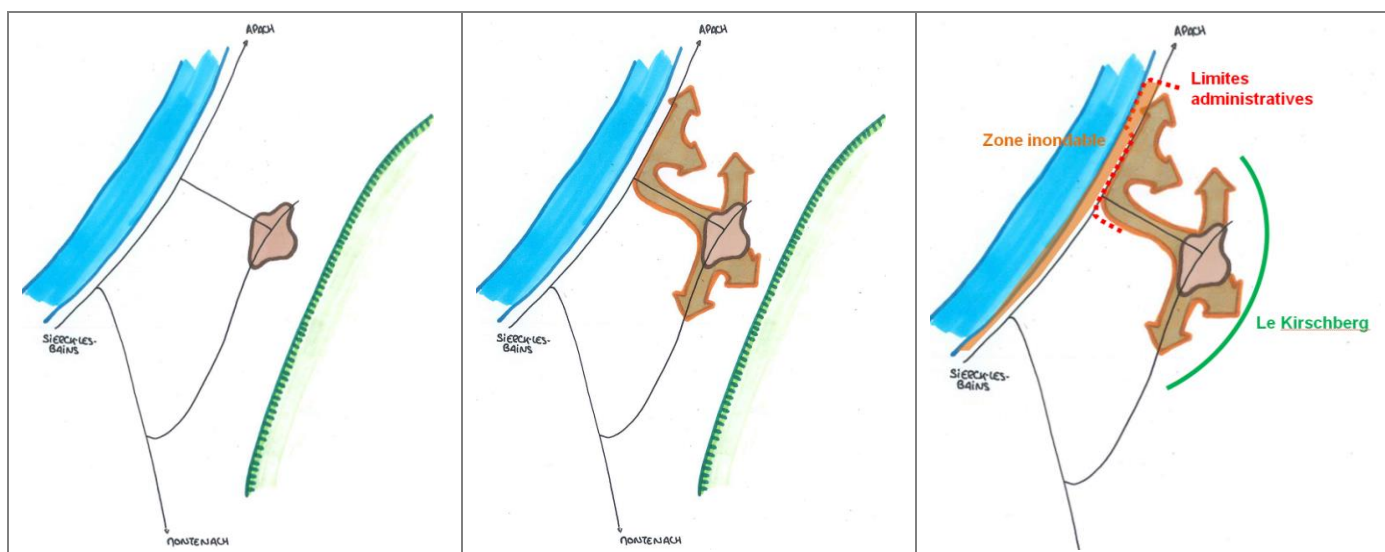 APACH
SIERCK-LES-
BAINS
MONTENACH
APACH
SIERCK-LES-
BAINS
MONTENACH
APACH
Limites
administratives
Zone inondable
Le Kirschberg
SIERCK-LES-
BAINS